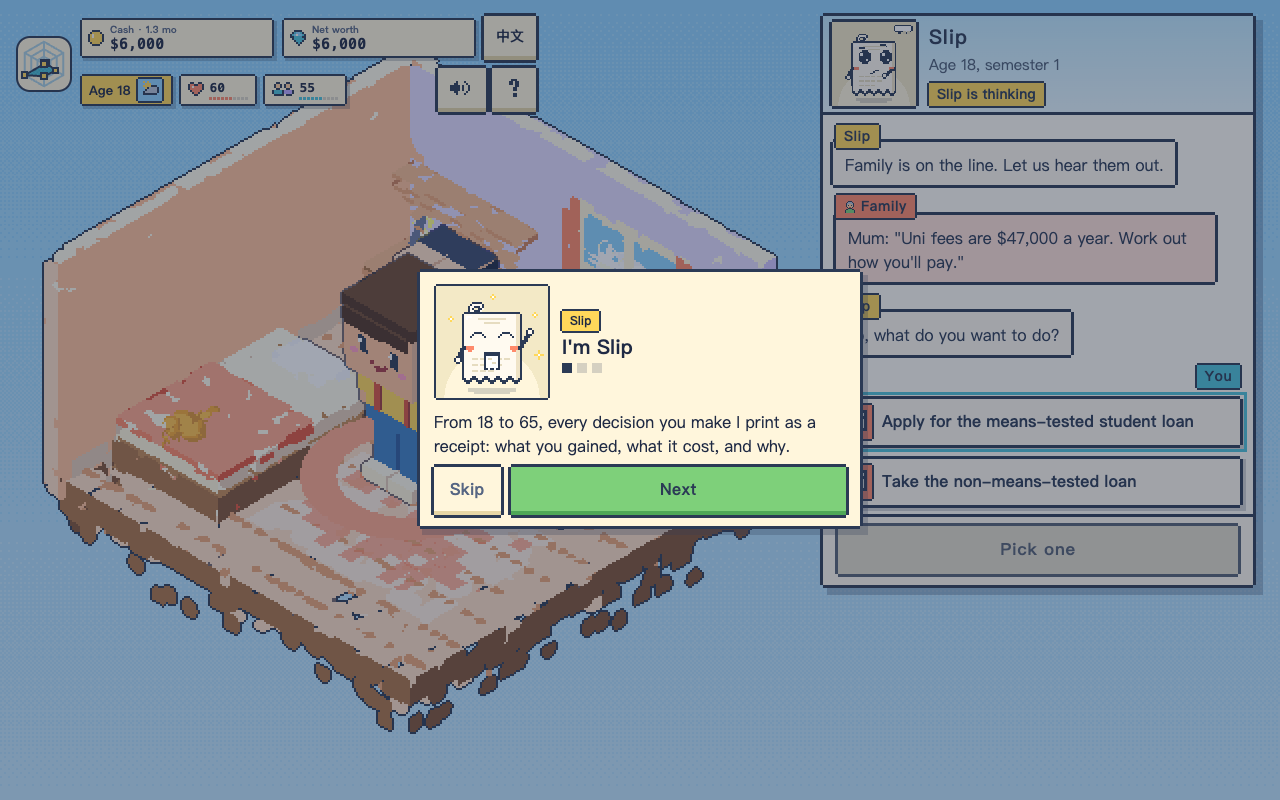 Cash · 1.3 mo
$6,000
Net worth
$6,000
中文
Age 18
60
55
?
Slip
Age 18, semester 1
Slip is thinking
Slip
Family is on the line. Let us hear them out.
Family
Mum: "Uni fees are $47,000 a year. Work out
how you'll pay."
, what do you want to do?
You
Apply for the means-tested student loan
Take the non-means-tested loan
Pick one
Slip
I'm Slip
From 18 to 65, every decision you make I print as a
receipt: what you gained, what it cost, and why.
Skip
Next